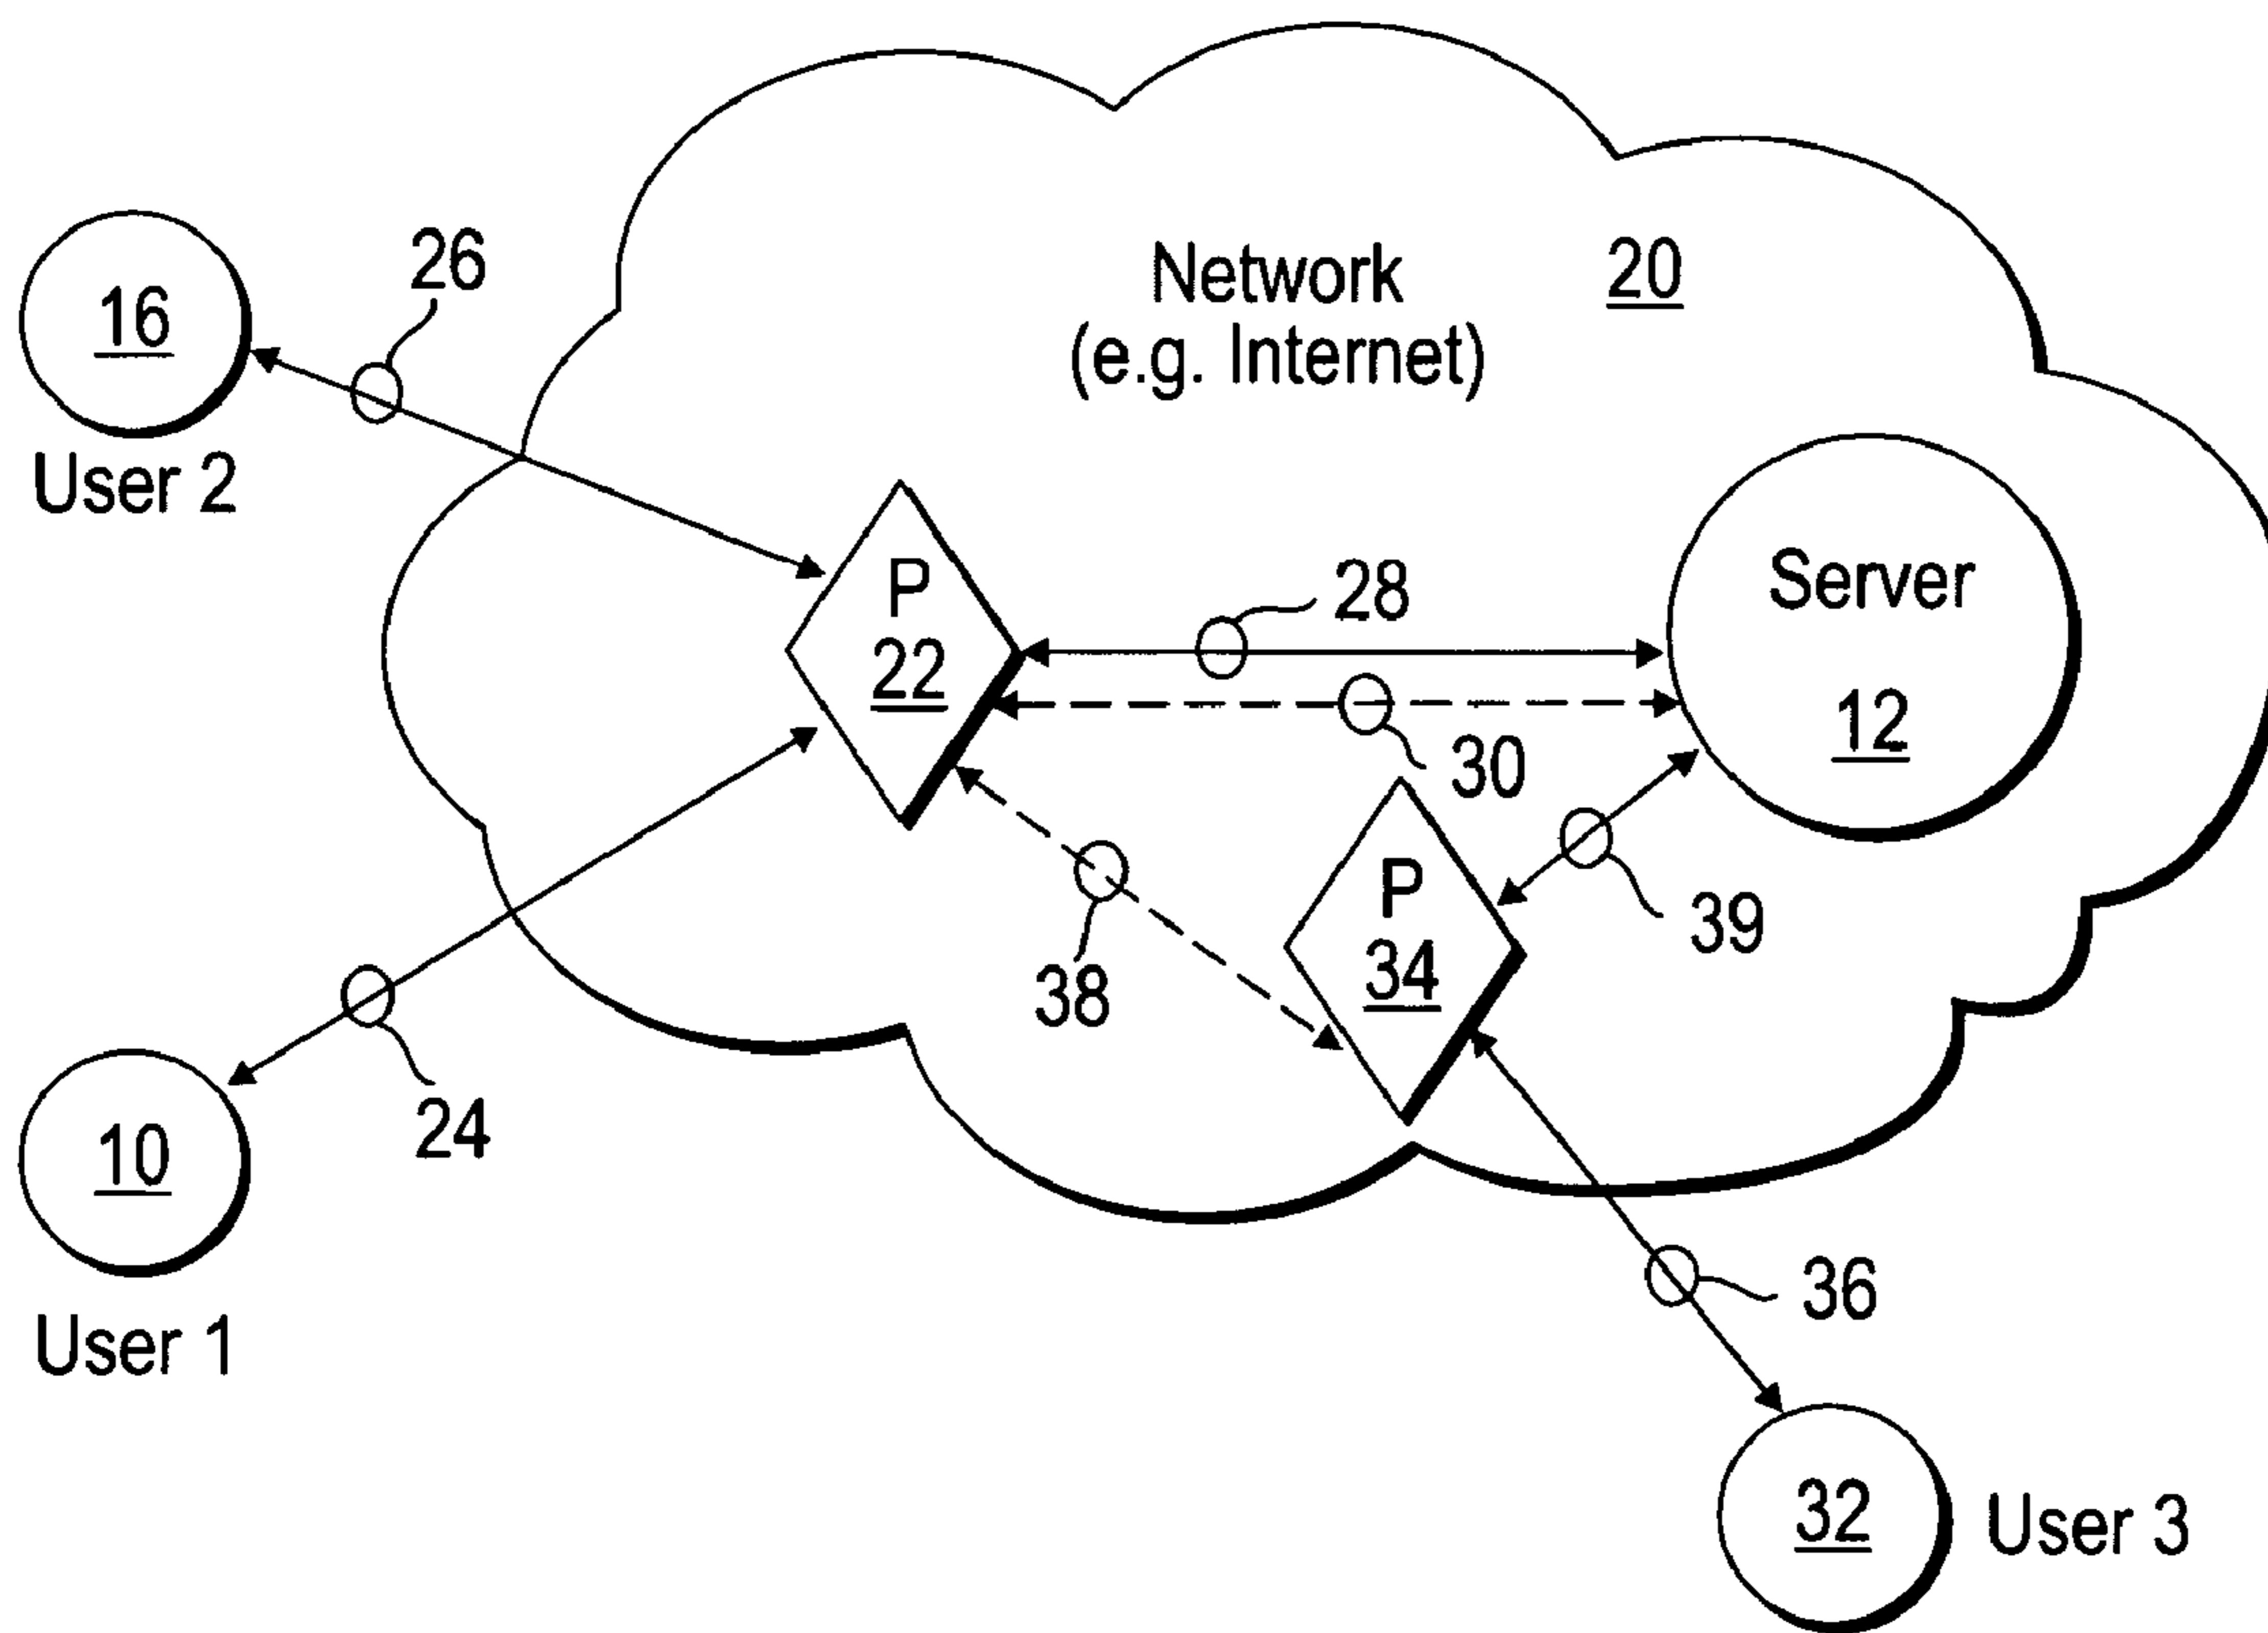 Network
(e.g. Internet)
20
16
User 2
26
P
22
28
Server
12
30
38
P
34
39
24
10
User 1
36
32
User 3